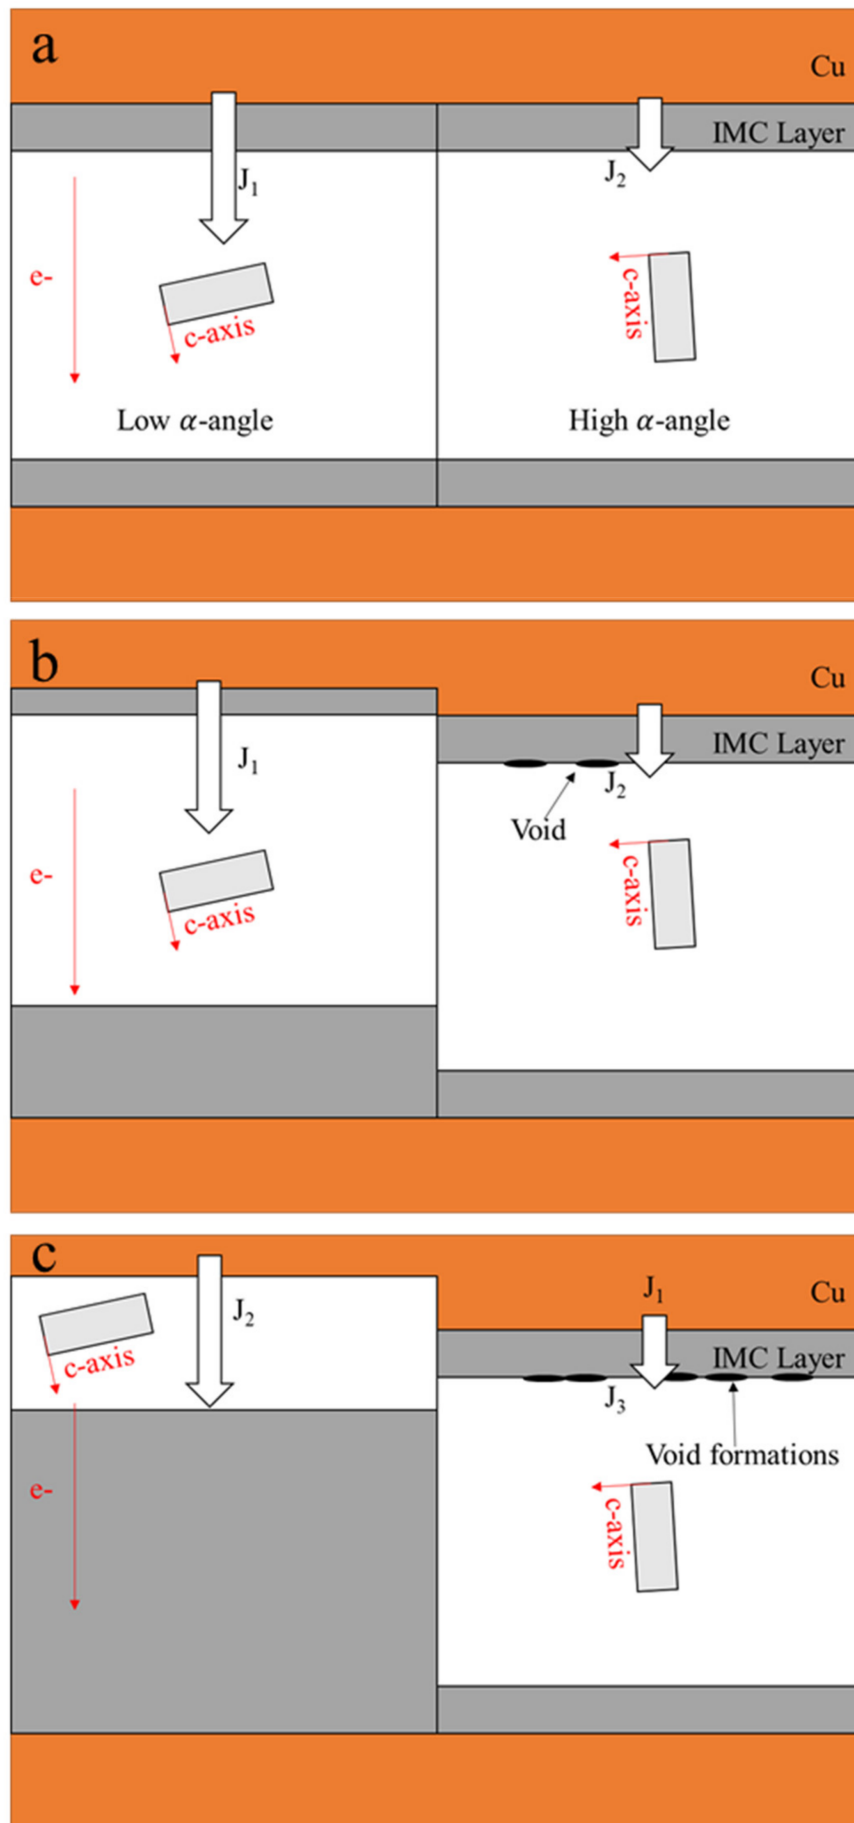 a
Cu
IMC Layer
J₁
J₂
e-
c-axis
c-axis
Low α-angle
High α-angle
b
Cu
IMC Layer
J₁
J₂
Void
e-
c-axis
c-axis
c
J₁
Cu
J₂
IMC Layer
c-axis
J₃
Void formations
e-
c-axis